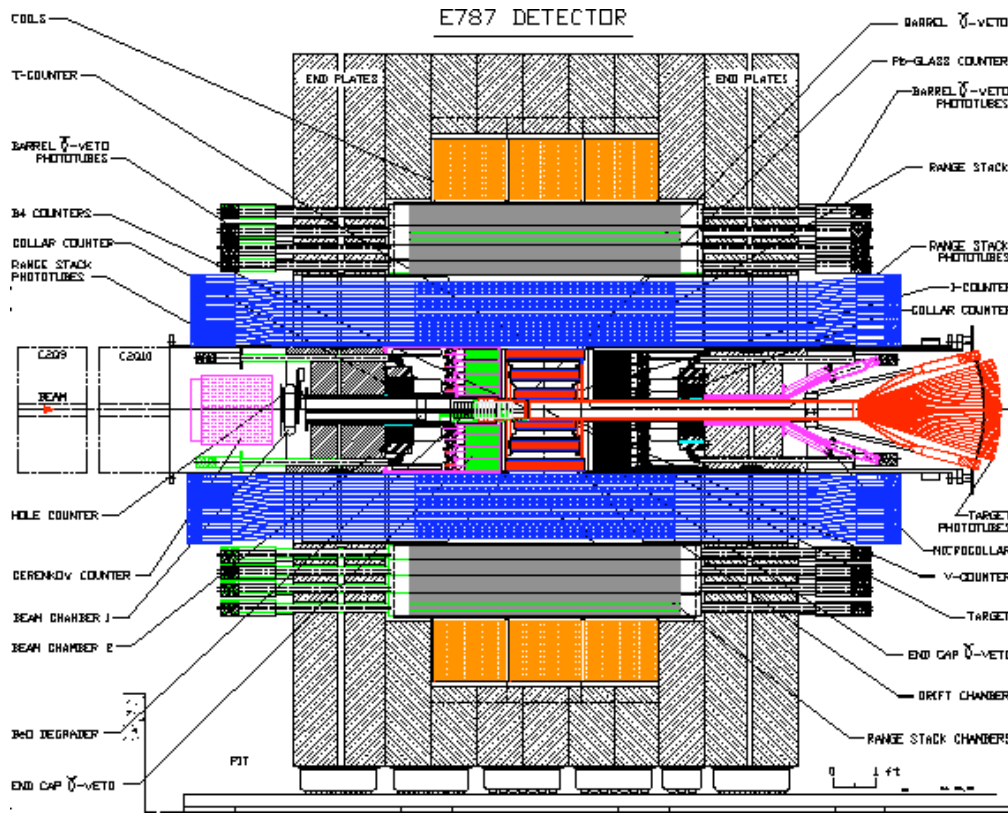 E787 DETECTOR
COILS
T-COUNTER
BARREL γ-VETO
PHOTOTUBES
B4 COUNTERS
COLLAR COUNTER
RANGE STACK
PHOTOTUBES
C2Q9
C2Q10
BEAM
HOLE COUNTER
CERENKOV COUNTER
BEAM CHAMBER 1
BEAM CHAMBER 2
BeO DEGRADER
END CAP γ-VETO
PIT
END PLATES
END PLATES
BARREL γ-VETO
Pb-GLASS COUNTER
BARREL γ-VETO
PHOTOTUBES
RANGE STACK
RANGE STACK
PHOTOTUBES
I-COUNTER
COLLAR COUNTER
TARGET
PHOTOTUBES
MICROCOLLAR
V-COUNTER
TARGET
END CAP γ-VETO
DRIFT CHAMBER
RANGE STACK CHAMBERS
0 1 ft